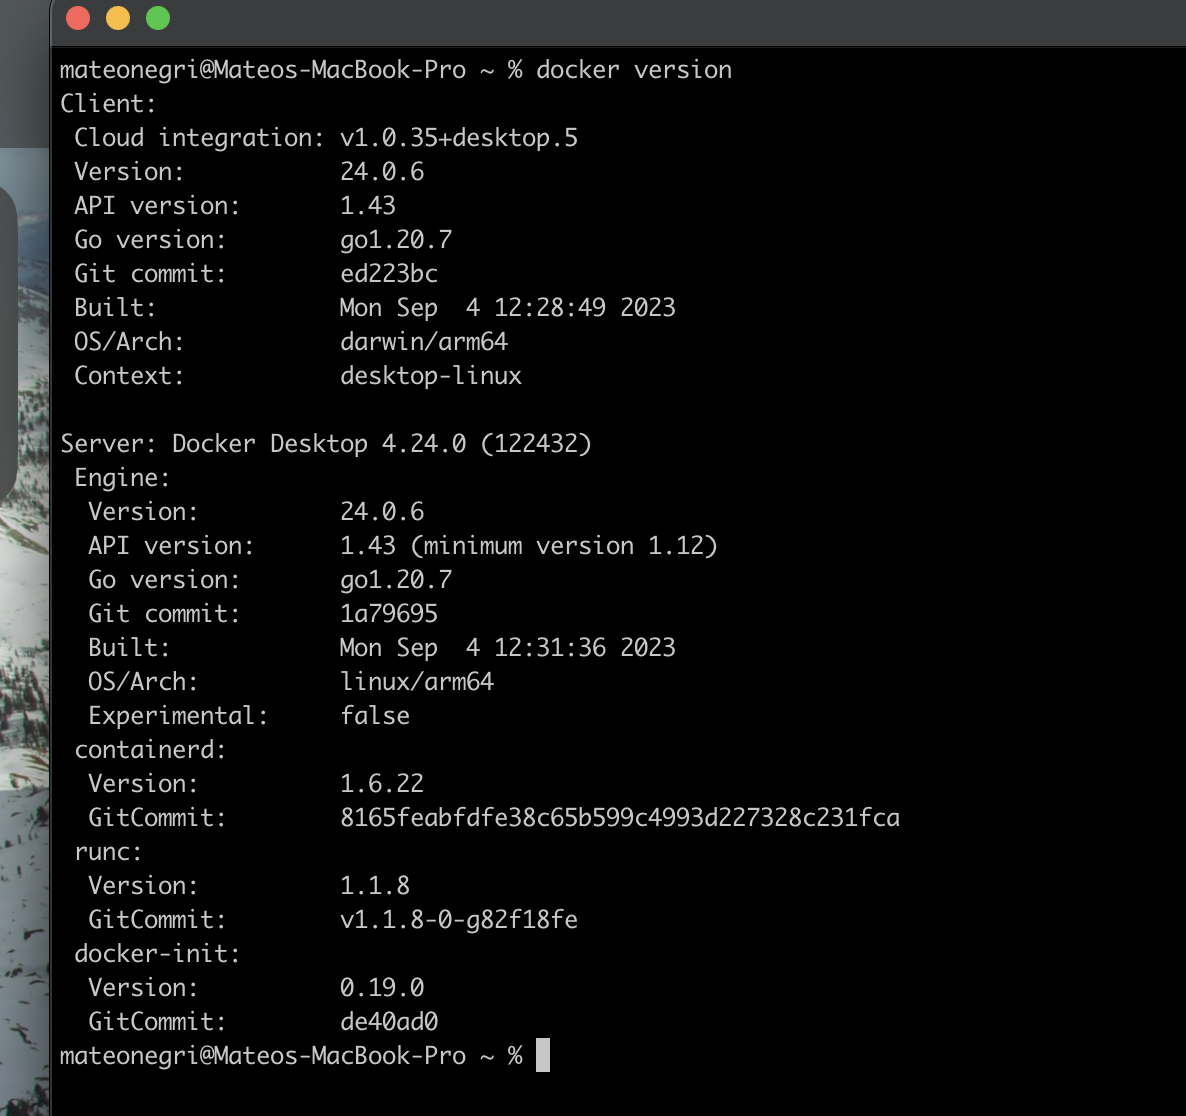 mateonegri@Mateos-MacBook-Pro ~ % docker version
Client:
 Cloud integration: v1.0.35+desktop.5
 Version:           24.0.6
 API version:       1.43
 Go version:        go1.20.7
 Git commit:        ed223bc
 Built:             Mon Sep  4 12:28:49 2023
 OS/Arch:           darwin/arm64
 Context:           desktop-linux

Server: Docker Desktop 4.24.0 (122432)
 Engine:
  Version:          24.0.6
  API version:      1.43 (minimum version 1.12)
  Go version:       go1.20.7
  Git commit:       1a79695
  Built:            Mon Sep  4 12:31:36 2023
  OS/Arch:          linux/arm64
  Experimental:     false
 containerd:
  Version:          1.6.22
  GitCommit:        8165feabfdfe38c65b599c4993d227328c231fca
 runc:
  Version:          1.1.8
  GitCommit:        v1.1.8-0-g82f18fe
 docker-init:
  Version:          0.19.0
  GitCommit:        de40ad0
mateonegri@Mateos-MacBook-Pro ~ %